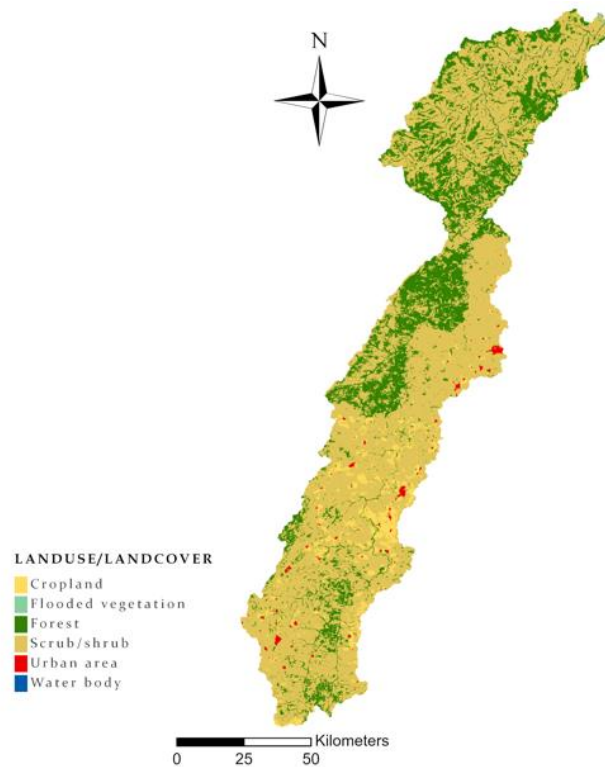 N
LANDUSE/LANDCOVER
Cropland
Flooded vegetation
Forest
Scrub/shrub
Urban area
Water body
Kilometers
0 25 50